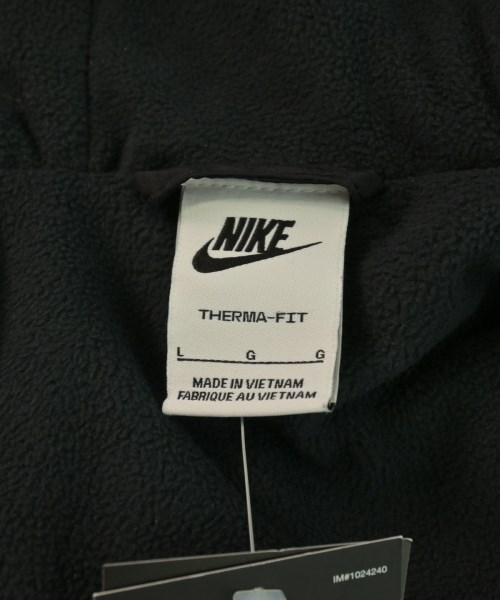 NIKE
THERMA-FIT
L G G
MADE IN VIETNAM
FABRIQUE AU VIETNAM
IM#1024240